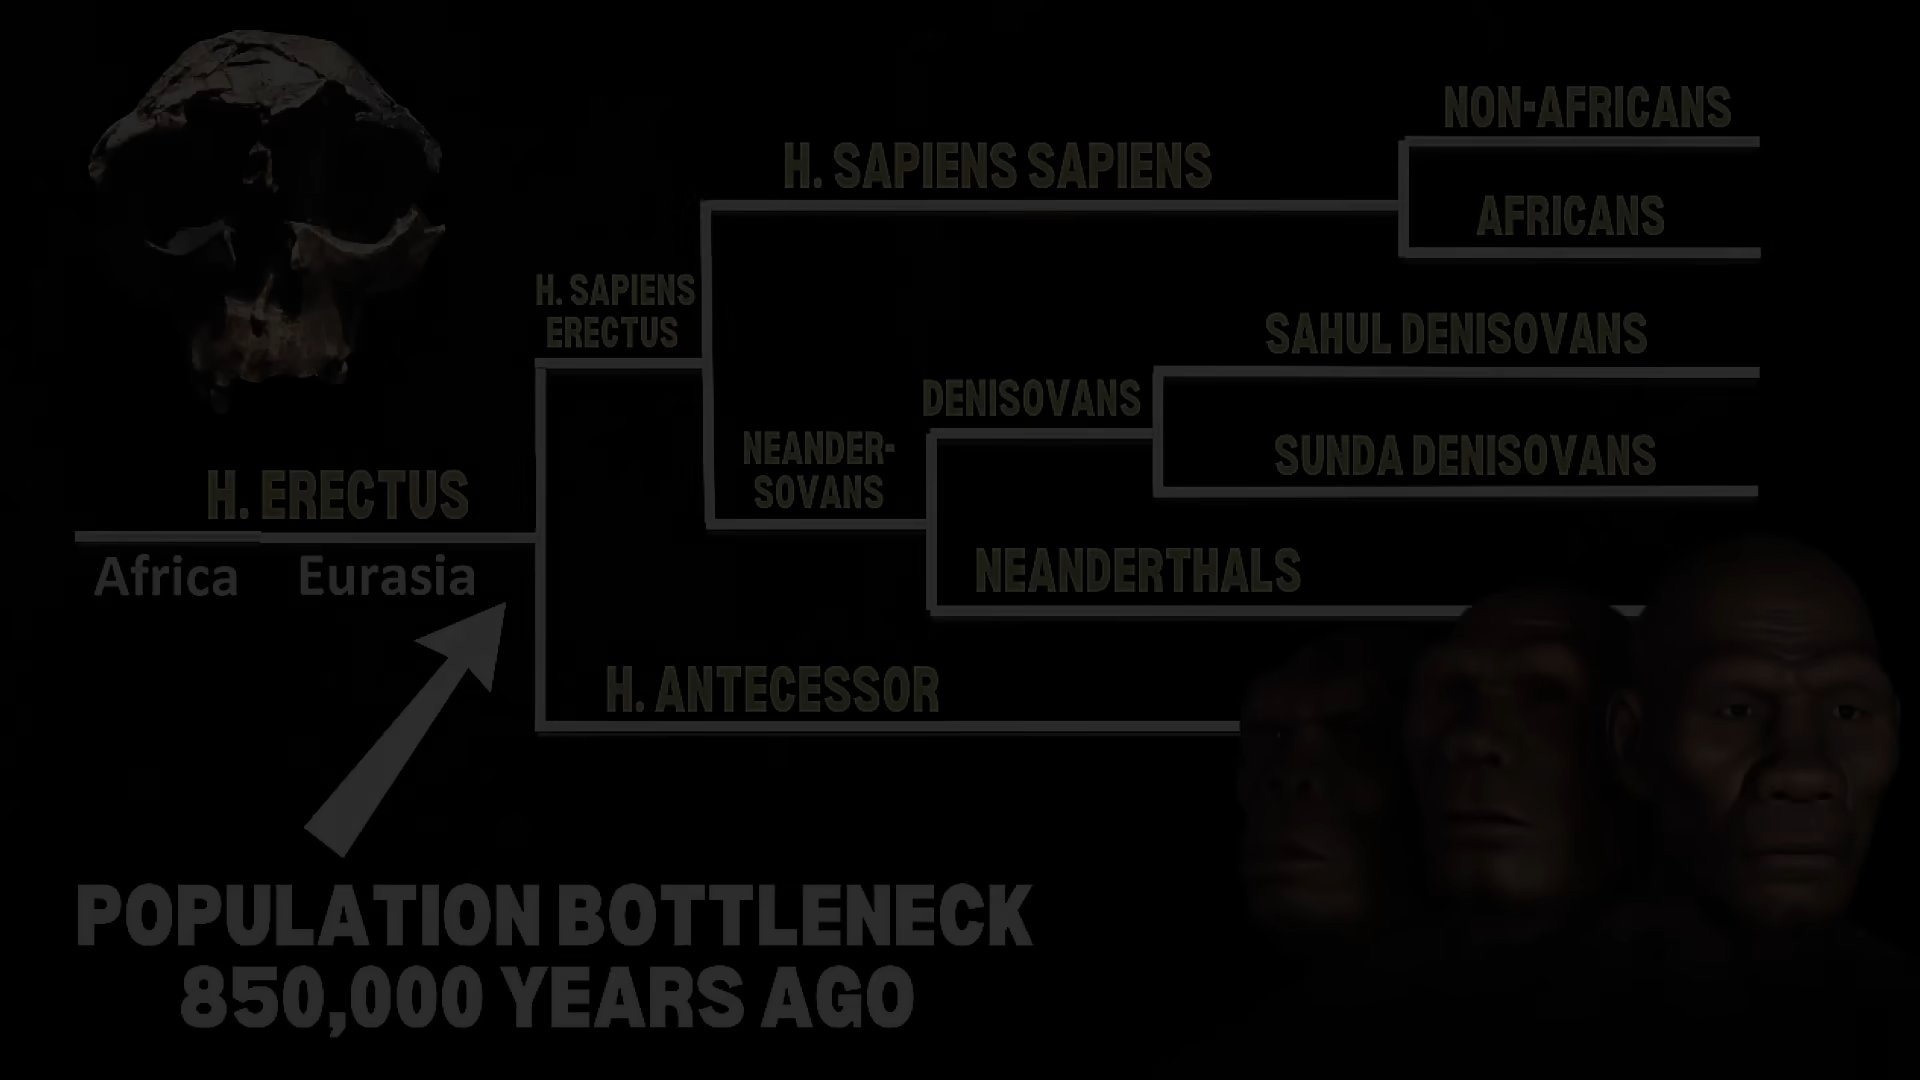 NON-AFRICANS
H. SAPIENS SAPIENS
AFRICANS
H. SAPIENS
ERECTUS
SAHUL DENISOVANS
DENISOVANS
SUNDA DENISOVANS
NEANDER-
SOVANS
H. ERECTUS
Africa
Eurasia
NEANDERTHALS
H. ANTECESSOR
POPULATION BOTTLENECK
850,000 YEARS AGO